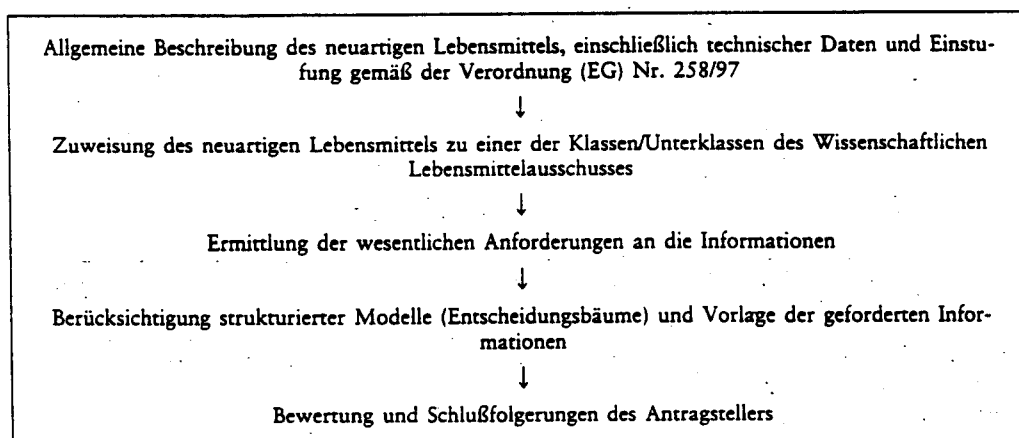 Allgemeine Beschreibung des neuartigen Lebensmittels, einschließlich technischer Daten und Einstu-
fung gemäß der Verordnung (EG) Nr. 258/97
↓
Zuweisung des neuartigen Lebensmittels zu einer der Klassen/Unterklassen des Wissenschaftlichen
Lebensmittelausschusses
↓
Ermittlung der wesentlichen Anforderungen an die Informationen
↓
Berücksichtigung strukturierter Modelle (Entscheidungsbäume) und Vorlage der geforderten Infor-
mationen
↓
Bewertung und Schlußfolgerungen des Antragstellers